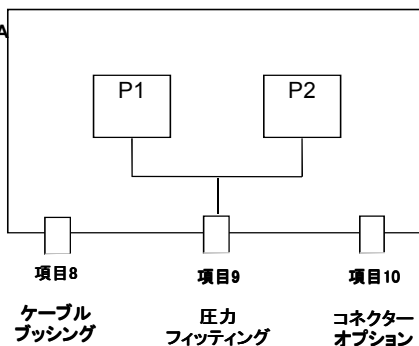 A
P1
P2
項目8
項目9
項目10
ケーブル
ブッシング
圧力
フィッティング
コネクター
オプション